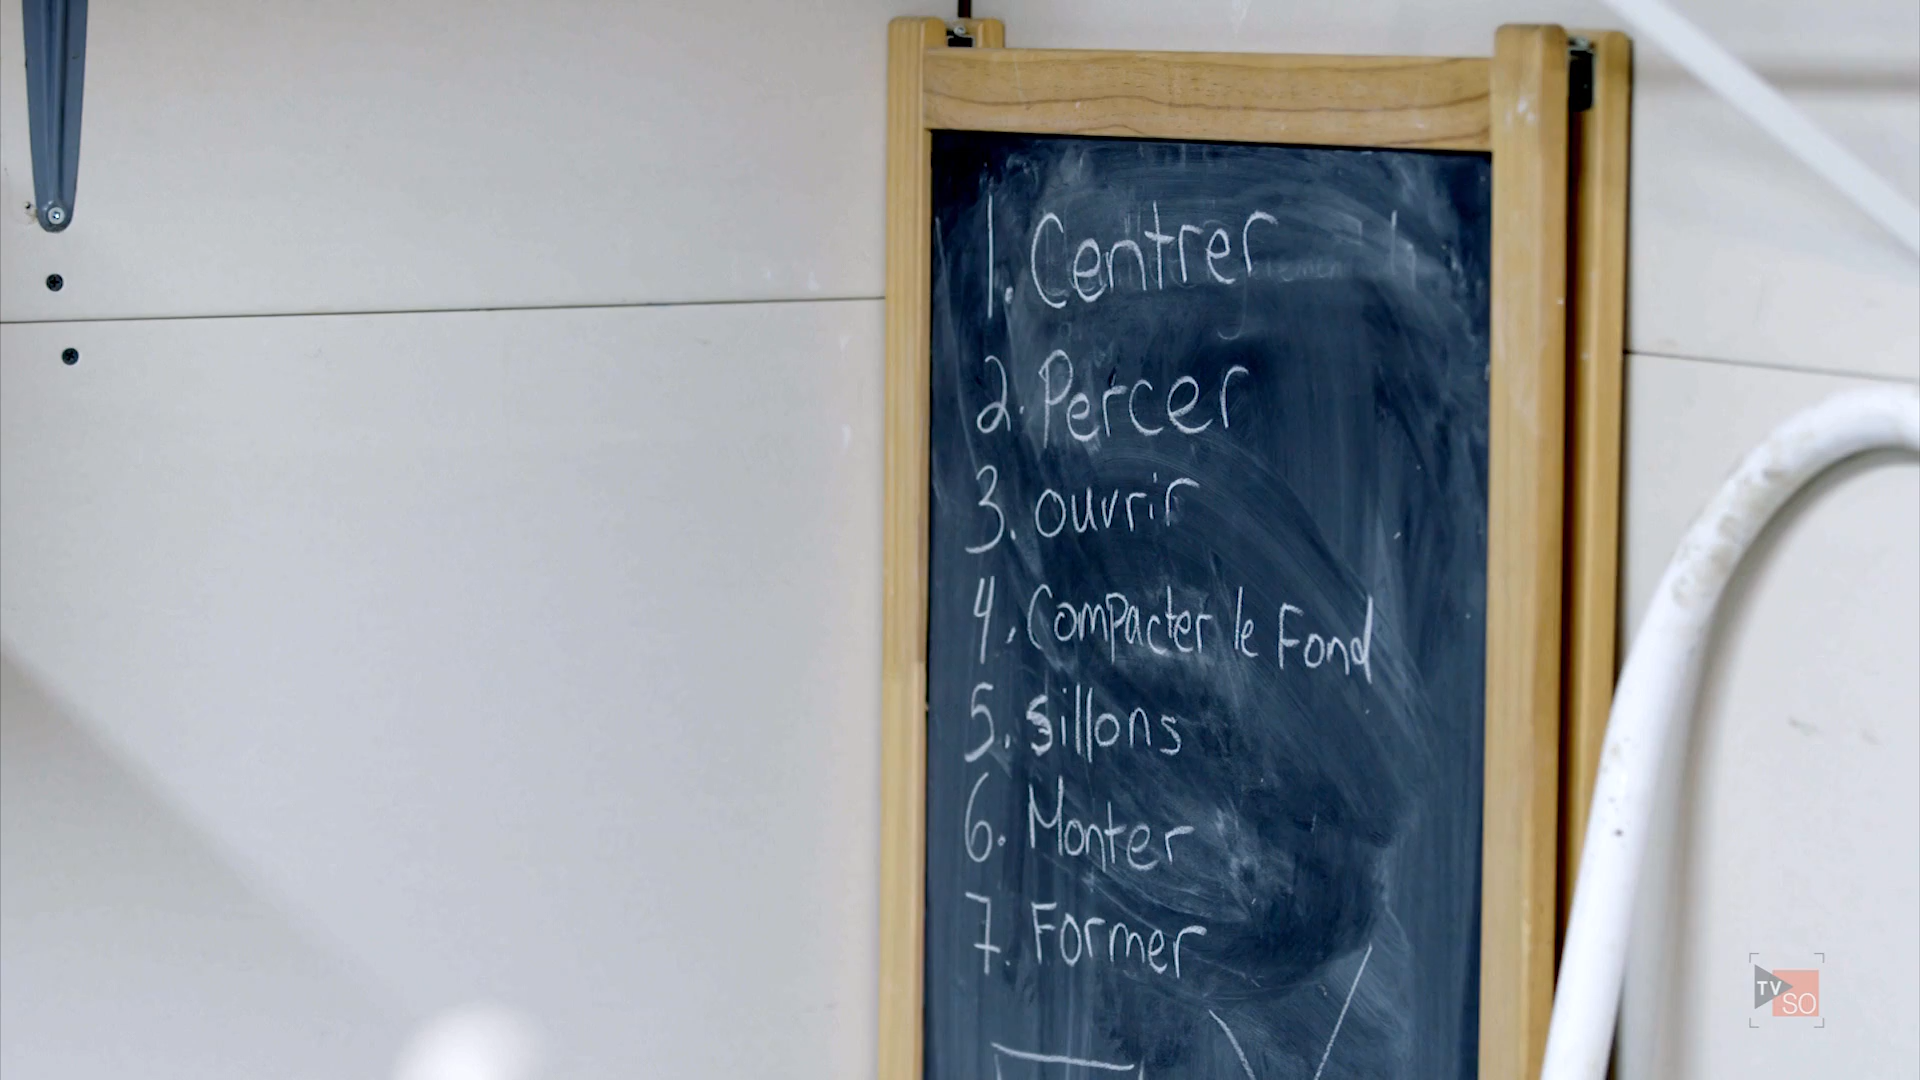 1. Centrer
2. Percer
3. ouvrir
4. Compacter le Fond
5. sillons
6. Monter
7. Former
TV SO